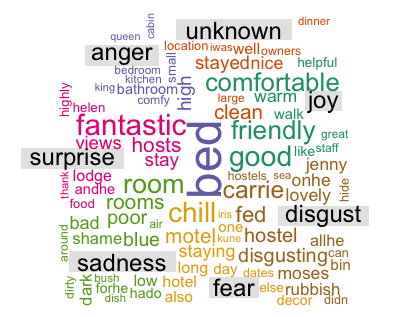 dinner
unknown
queen
cabin
anger
location
iwas
well
owners
bedroom
small
stayed
nice
helpful
kitchen
king
bathroom
high
comfortable
highly
comfy
large
warm
joy
helen
clean
walk
fantastic
bed
friendly
great
views
hosts
like
staff
surprise
stay
good
jenny
thank
lodge
room
hostels
sea
onhe
andhe
carrie
lovely
hide
food
rooms
chill
iris
fed
disgust
bad
poor
air
around
shame
blue
motel
one
kune
hostel
allhe
sadness
staying
disgusting
can
bin
long
day
dates
moses
dirty
dark
bush
forhe
low
hotel
fear
else
rubbish
dish
hado
also
decor
didn